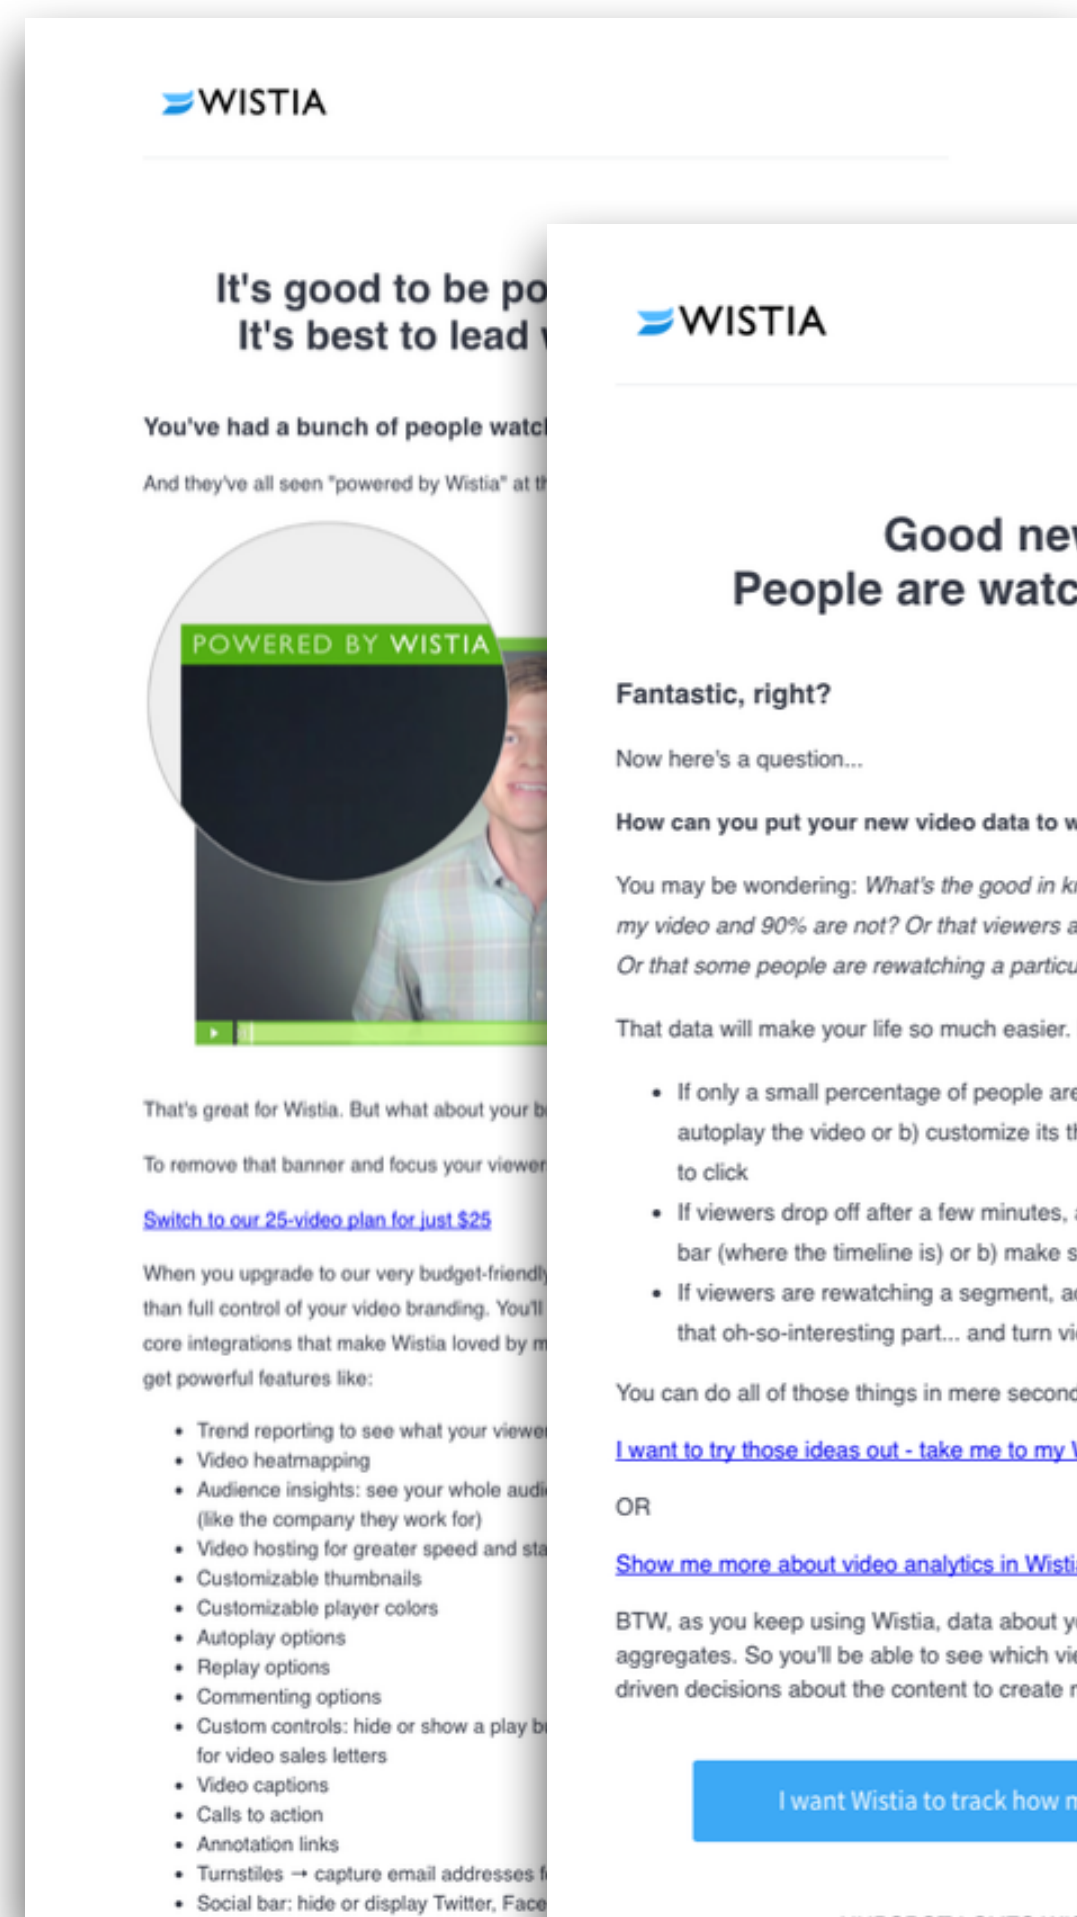 WISTIA
It's good to be po
It's best to lead
You've had a bunch of people watc
And they've all seen "powered by Wistia" at th
POWERED BY WISTIA
That's great for Wistia. But what about your b
To remove that banner and focus your viewer
Switch to our 25-video plan for just $25
When you upgrade to our very budget-friendly
than full control of your video branding. You'll
core integrations that make Wistia loved by m
get powerful features like:
• Trend reporting to see what your viewe
• Video heatmapping
• Audience insights: see your whole audi
(like the company they work for)
• Video hosting for greater speed and sta
• Customizable thumbnails
• Customizable player colors
• Autoplay options
• Replay options
• Commenting options
• Custom controls: hide or show a play b
for video sales letters
• Video captions
• Calls to action
• Annotation links
• Turnstiles → capture email addresses f
• Social bar: hide or display Twitter, Face
WISTIA
Good new
People are watc
Fantastic, right?
Now here's a question...
How can you put your new video data to w
You may be wondering: What's the good in kn
my video and 90% are not? Or that viewers a
Or that some people are rewatching a particu
That data will make your life so much easier.
• If only a small percentage of people are
autoplay the video or b) customize its th
to click
• If viewers drop off after a few minutes, a
bar (where the timeline is) or b) make s
• If viewers are rewatching a segment, ad
that oh-so-interesting part... and turn vi
You can do all of those things in mere second
I want to try those ideas out - take me to my W
OR
Show me more about video analytics in Wisti
BTW, as you keep using Wistia, data about yo
aggregates. So you'll be able to see which vie
driven decisions about the content to create m
I want Wistia to track how m